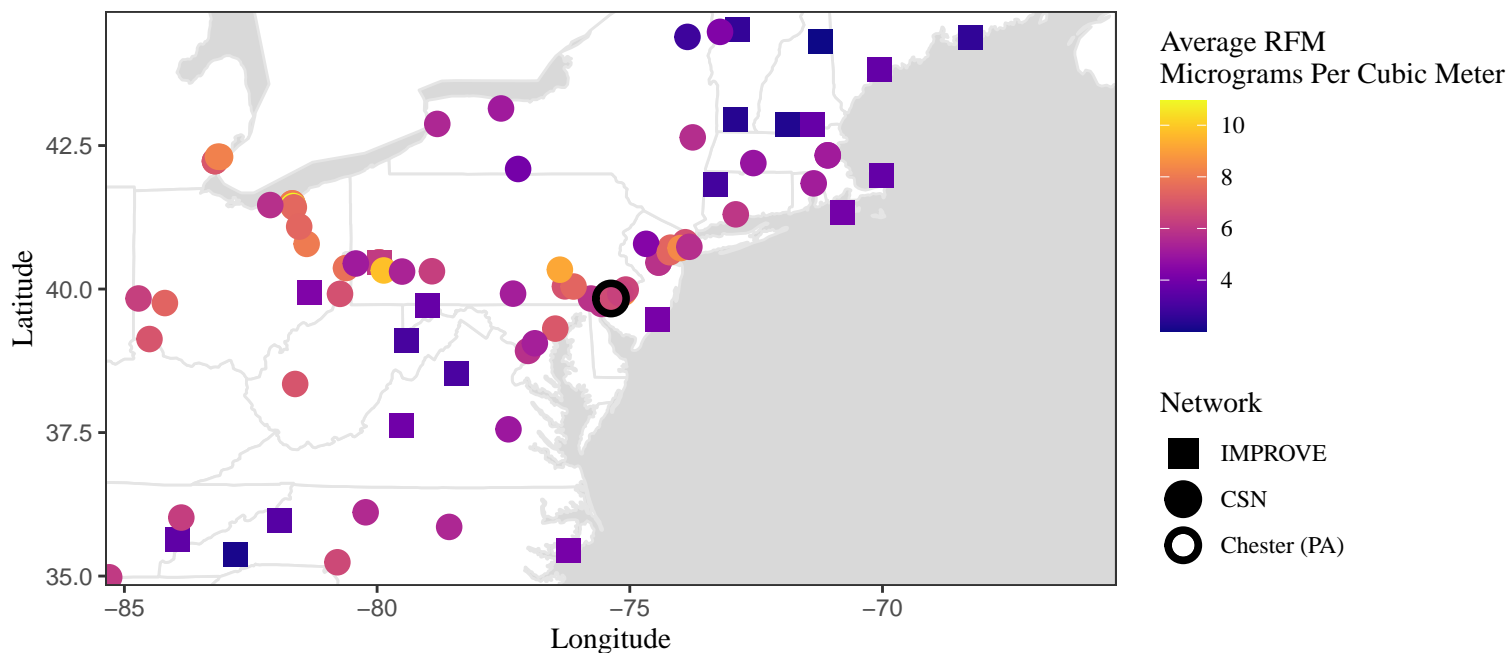 Average RFM
Micrograms Per Cubic Meter
10
8
6
4
Network
IMPROVE
CSN
Chester (PA)
Latitude
42.5
40.0
37.5
35.0
−85
−80
−75
−70
Longitude